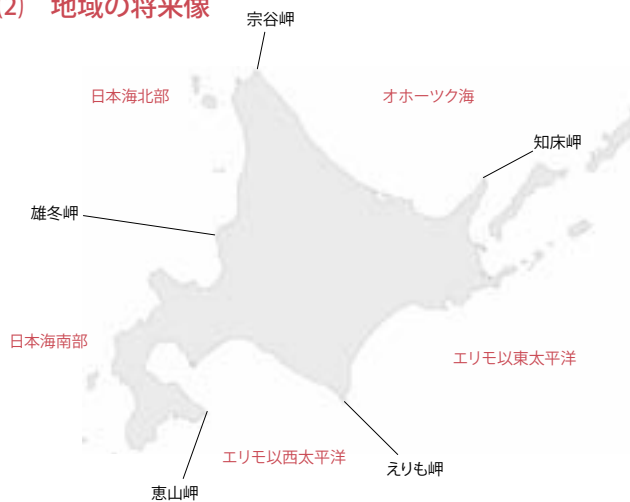 (2) 地域の将来像
宗谷岬
日本海北部
オホーツク海
知床岬
雄冬岬
日本海南部
エリモ以東太平洋
エリモ以西太平洋
えりも岬
恵山岬